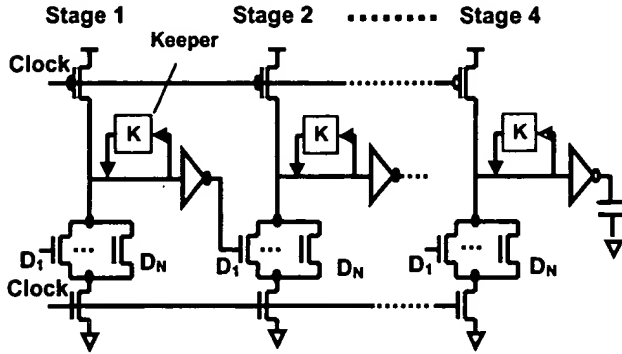 Stage 1 Stage 2 Stage 4
Keeper
Clock
K K K
D1 ... DN D1 ... DN D1 ... DN
Clock